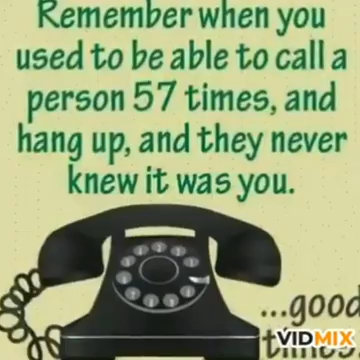 Remember when you
used to be able to call a
person 57 times, and
hang up, and they never
knew it was you.
...good
times
VIDMIX